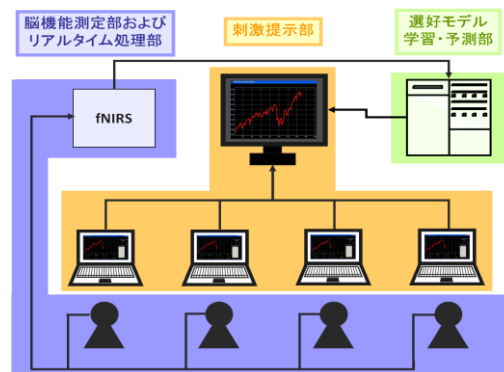 脳機能測定部および
リアルタイム処理部
刺激提示部
選好モデル
学習・予測部
fNIRS